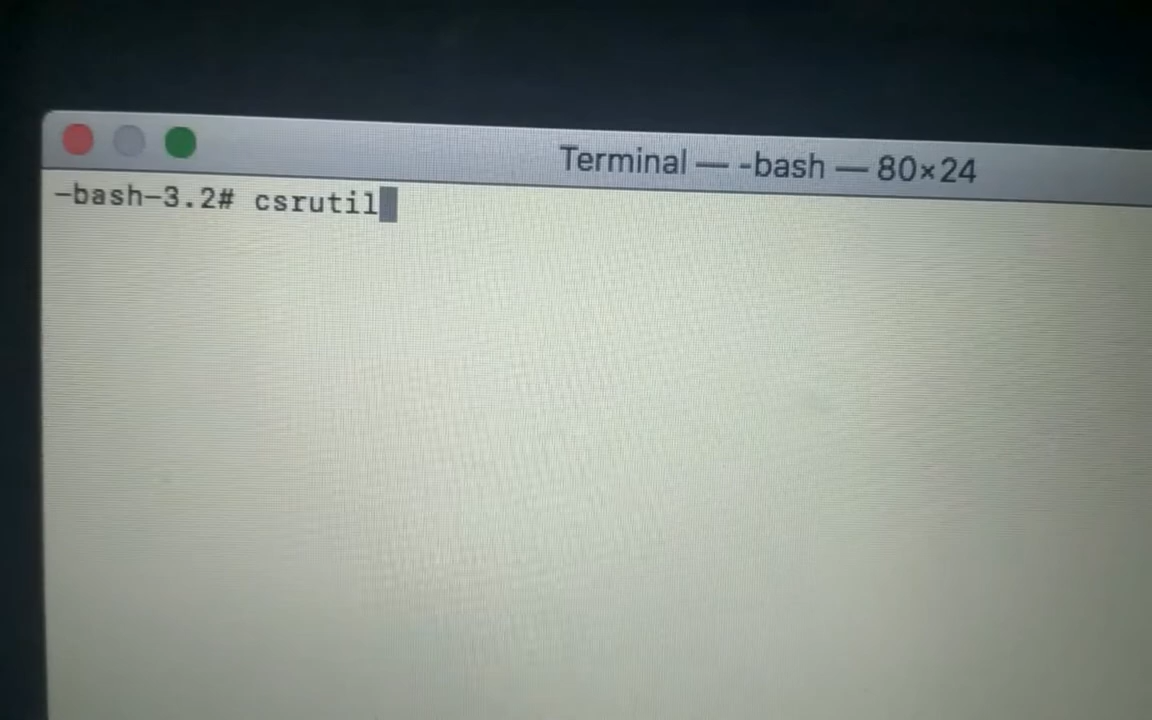 Terminal — -bash — 80×24
-bash-3.2# csrutil